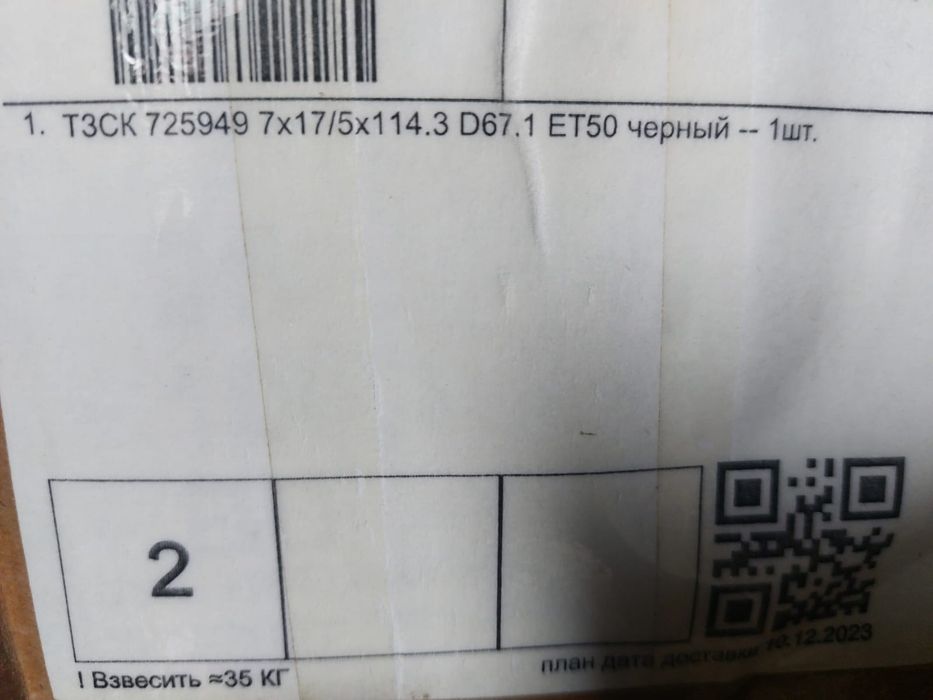 1. ТЗСК 725949 7x17/5x114.3 D67.1 ET50 черный -- 1шт.
2
! Взвесить ≈35 КГ
план дата доставки 10.12.2023